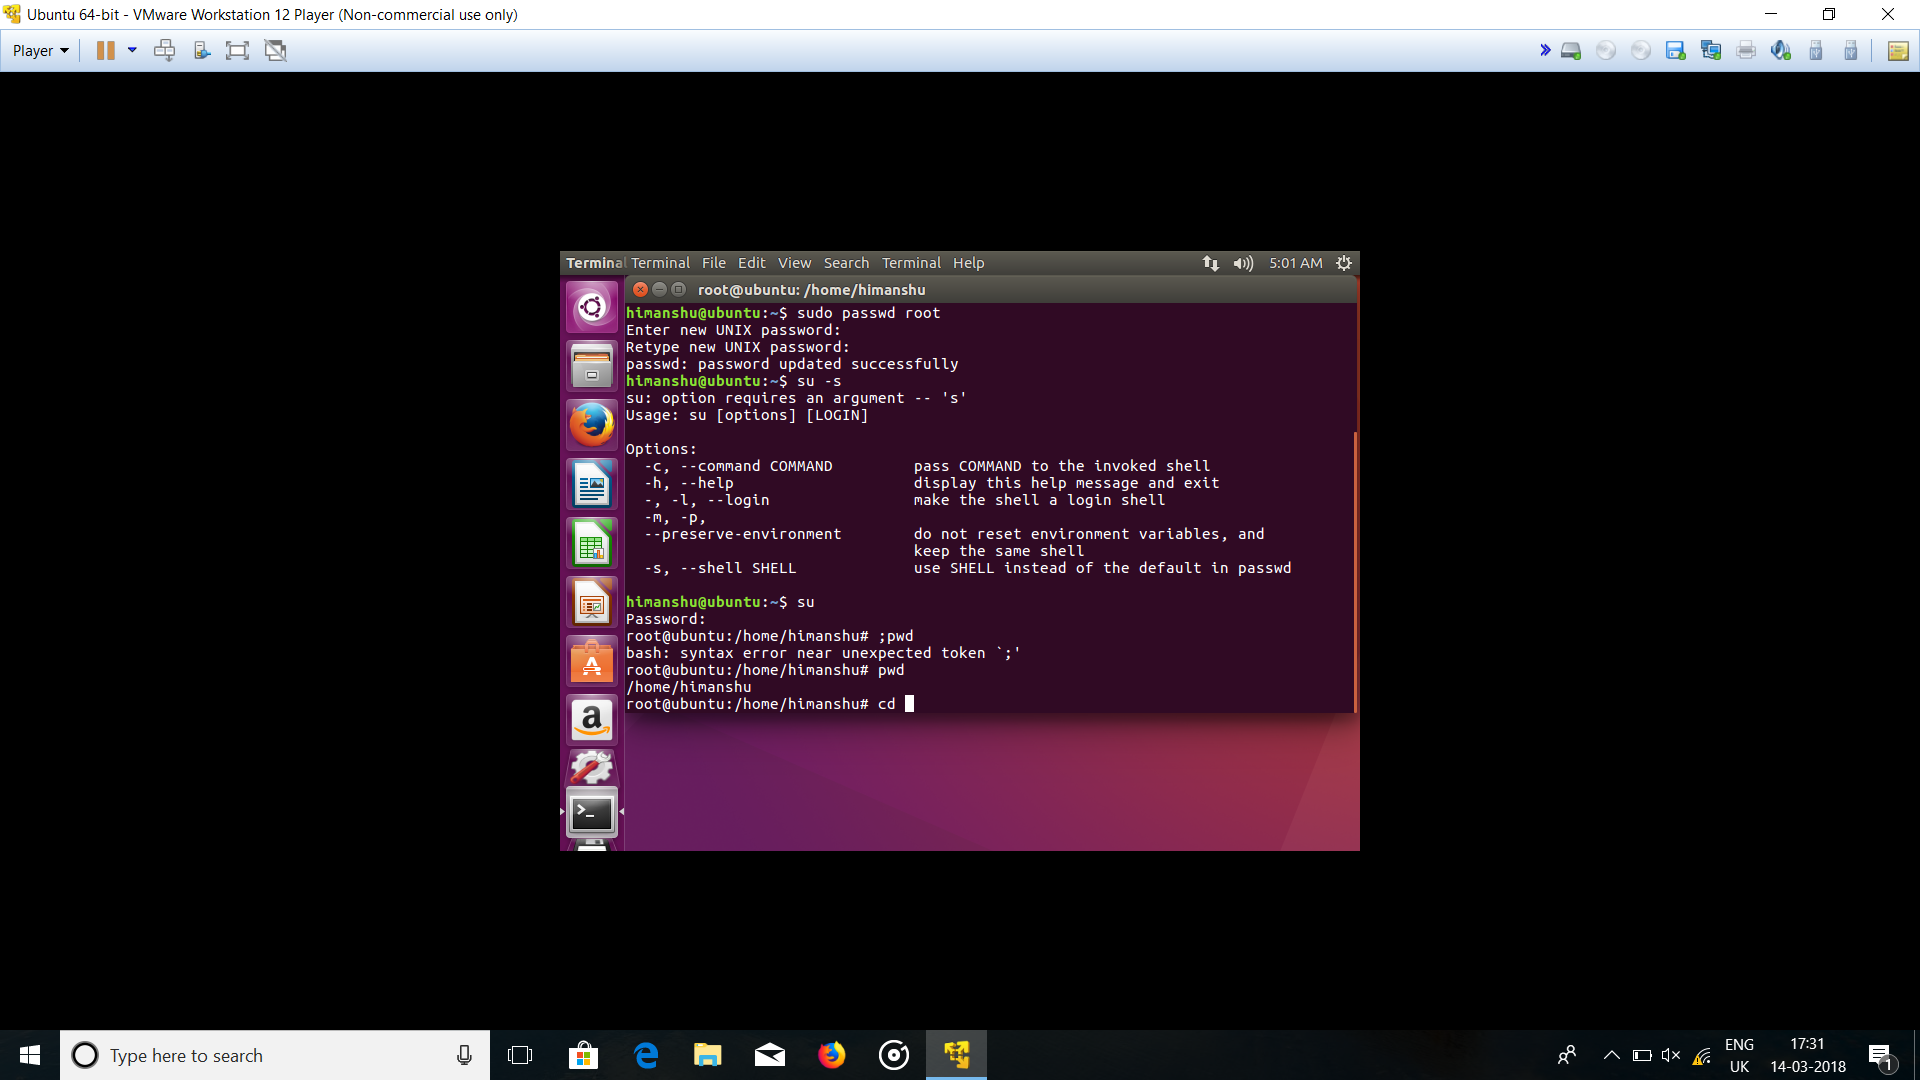 Ubuntu 64-bit - VMware Workstation 12 Player (Non-commercial use only)
Player
Terminal Terminal File Edit View Search Terminal Help 5:01 AM
root@ubuntu: /home/himanshu
himanshu@ubuntu:~$ sudo passwd root
Enter new UNIX password:
Retype new UNIX password:
passwd: password updated successfully
himanshu@ubuntu:~$ su -s
su: option requires an argument -- 's'
Usage: su [options] [LOGIN]
Options:
-c, --command COMMAND pass COMMAND to the invoked shell
-h, --help display this help message and exit
-, -l, --login make the shell a login shell
-m, -p,
--preserve-environment do not reset environment variables, and
keep the same shell
-s, --shell SHELL use SHELL instead of the default in passwd
himanshu@ubuntu:~$ su
Password:
root@ubuntu:/home/himanshu# ;pwd
bash: syntax error near unexpected token `;'
root@ubuntu:/home/himanshu# pwd
/home/himanshu
root@ubuntu:/home/himanshu# cd
Type here to search
ENG
UK
17:31
14-03-2018
1